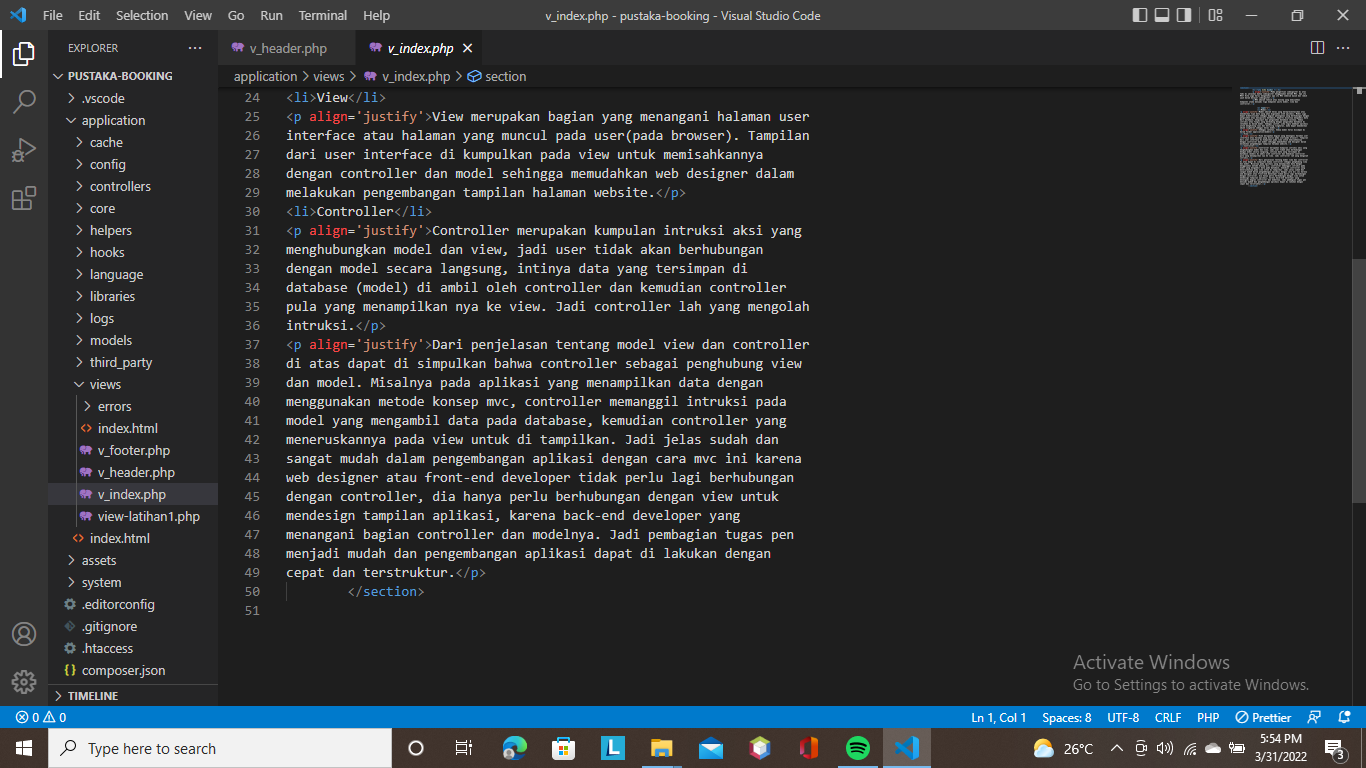 File Edit Selection View Go Run Terminal Help v_index.php - pustaka-booking - Visual Studio Code
EXPLORER ···
v_header.php v_index.php
PUSTAKA-BOOKING
application > views > v_index.php > section
.vscode
application
cache
config
controllers
core
helpers
hooks
language
libraries
logs
models
third_party
views
errors
index.html
v_footer.php
v_header.php
v_index.php
view-latihan1.php
index.html
assets
system
.editorconfig
.gitignore
.htaccess
composer.json
TIMELINE
24 <li>View</li>
25 <p align='justify'>View merupakan bagian yang menangani halaman user
26 interface atau halaman yang muncul pada user(pada browser). Tampilan
27 dari user interface di kumpulkan pada view untuk memisahkannya
28 dengan controller dan model sehingga memudahkan web designer dalam
29 melakukan pengembangan tampilan halaman website.</p>
30 <li>Controller</li>
31 <p align='justify'>Controller merupakan kumpulan intruksi aksi yang
32 menghubungkan model dan view, jadi user tidak akan berhubungan
33 dengan model secara langsung, intinya data yang tersimpan di
34 database (model) di ambil oleh controller dan kemudian controller
35 pula yang menampilkan nya ke view. Jadi controller lah yang mengolah
36 intruksi.</p>
37 <p align='justify'>Dari penjelasan tentang model view dan controller
38 di atas dapat di simpulkan bahwa controller sebagai penghubung view
39 dan model. Misalnya pada aplikasi yang menampilkan data dengan
40 menggunakan metode konsep mvc, controller memanggil intruksi pada
41 model yang mengambil data pada database, kemudian controller yang
42 meneruskannya pada view untuk di tampilkan. Jadi jelas sudah dan
43 sangat mudah dalam pengembangan aplikasi dengan cara mvc ini karena
44 web designer atau front-end developer tidak perlu lagi berhubungan
45 dengan controller, dia hanya perlu berhubungan dengan view untuk
46 mendesign tampilan aplikasi, karena back-end developer yang
47 menangani bagian controller dan modelnya. Jadi pembagian tugas pen
48 menjadi mudah dan pengembangan aplikasi dapat di lakukan dengan
49 cepat dan terstruktur.</p>
50 </section>
51
Activate Windows
Go to Settings to activate Windows.
0 0 Ln 1, Col 1 Spaces: 8 UTF-8 CRLF PHP Prettier
Type here to search
L
26°C
5:54 PM
3/31/2022
3